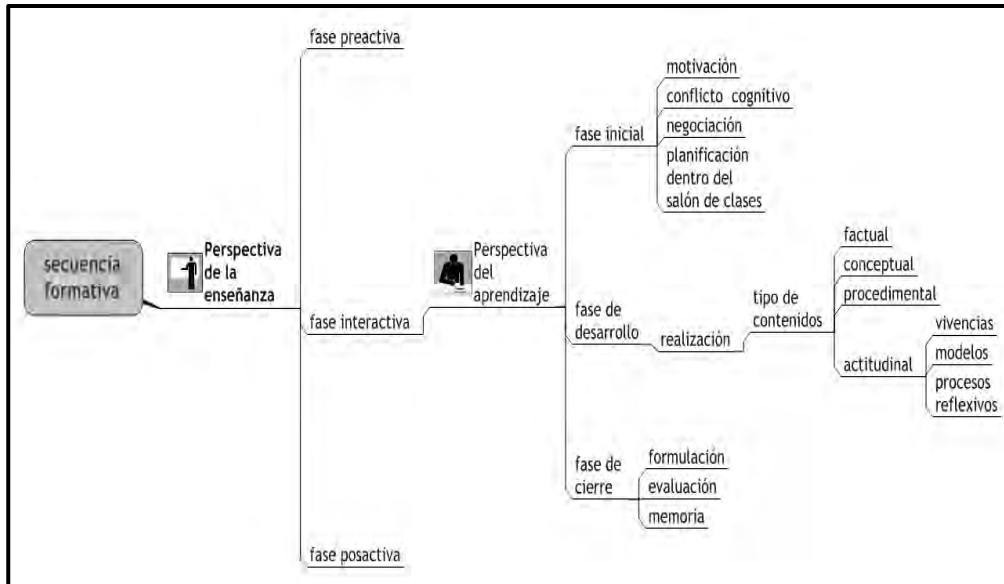 secuencia
formativa
Perspectiva
de la
enseñanza
fase preactiva
fase interactiva
fase posactiva
Perspectiva
del
aprendizaje
fase inicial
motivación
conflicto cognitivo
negociación
planificación
dentro del
salón de clases
fase de
desarrollo
realización
tipo de
contenidos
factual
conceptual
procedimental
actitudinal
vivencias
modelos
procesos
reflexivos
fase de
cierre
formulación
evaluación
memoria